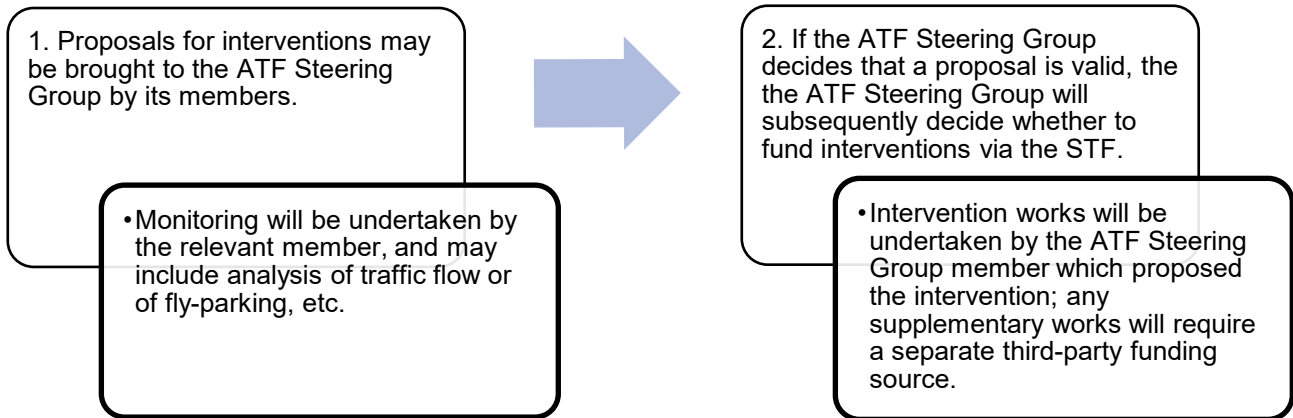 1. Proposals for interventions may
be brought to the ATF Steering
Group by its members.
•Monitoring will be undertaken by
the relevant member, and may
include analysis of traffic flow or
of fly-parking, etc.
2. If the ATF Steering Group
decides that a proposal is valid, the
the ATF Steering Group will
subsequently decide whether to
fund interventions via the STF.
•Intervention works will be
undertaken by the ATF Steering
Group member which proposed
the intervention; any
supplementary works will require
a separate third-party funding
source.